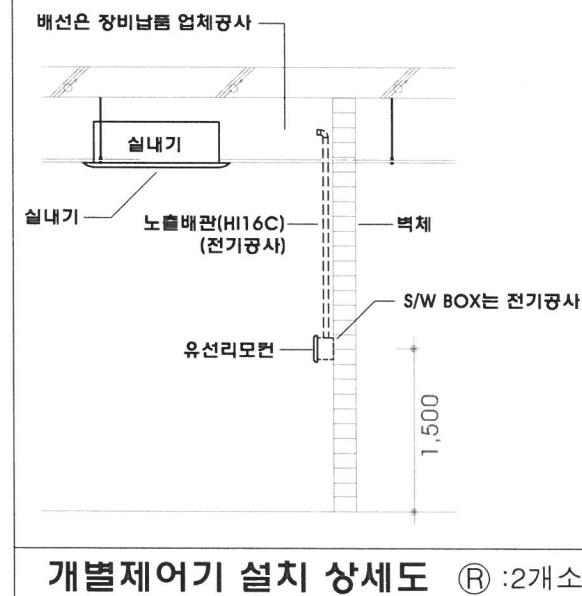 배선은 장비납품 업체공사
실내기
실내기
노출배관(HI16C)
(전기공사)
벽체
S/W BOX는 전기공사
유선리모컨
1,500
개별제어기 설치 상세도 Ⓡ :2개소